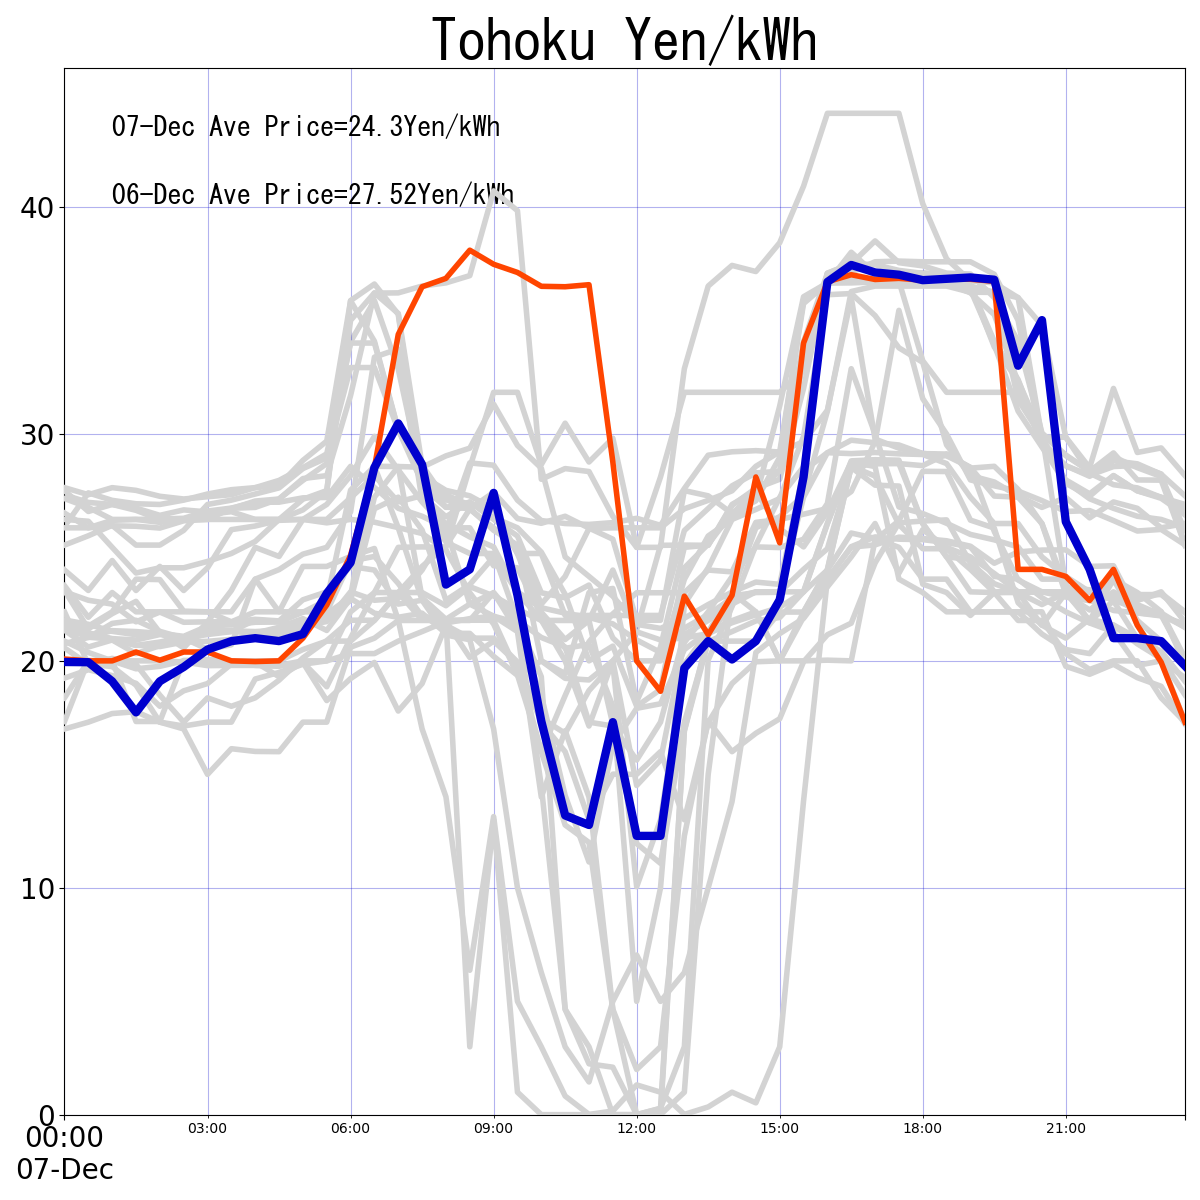 Tohoku Yen/kWh
07-Dec Ave Price=24.3Yen/kWh
06-Dec Ave Price=27.52Yen/kWh
40
30
20
10
0
00:00 03:00 06:00 09:00 12:00 15:00 18:00 21:00
07-Dec